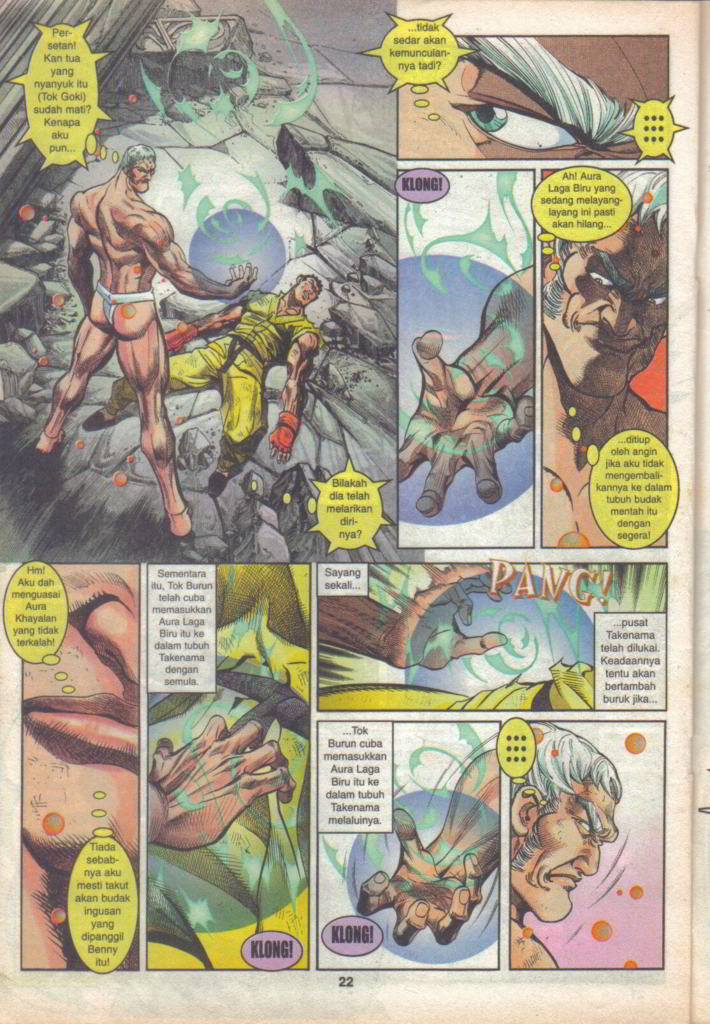 Per-
setan!
Kan tua
yang
nyanyuk itu
(Tok Goki)
sudah mati?
Kenapa
aku
pun...
...tidak
sedar akan
kemunculan-
nya tadi?
KLONG!
Ah! Aura
Laga Biru yang
sedang melayang-
layang ini pasti
akan hilang...
...ditiup
oleh angin
jika aku tidak
mengembali-
kannya ke dalam
tubuh budak
mentah itu
dengan
segera!
Bilakah
dia telah
melarikan
diri-
nya?
Hm!
Aku dah
menguasai
Aura
Khayalan
yang tidak
terkalah!
Tiada
sebab-
nya aku
mesti takut
akan budak
ingusan
yang
dipanggil
Benny
itu!
Sementara
itu, Tok Burun
telah cuba
memasukkan
Aura Laga
Biru itu ke
dalam tubuh
Takenama
dengan
semula.
KLONG!
Sayang
sekali...
PANG!
...pusat
Takenama
telah dilukai.
Keadaannya
tentu akan
bertambah
buruk jika...
...Tok
Burun cuba
memasukkan
Aura Laga
Biru itu ke
dalam tubuh
Takenama
melaluinya.
KLONG!
22